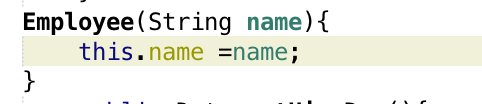 Employee(String name){
this.name =name;
}